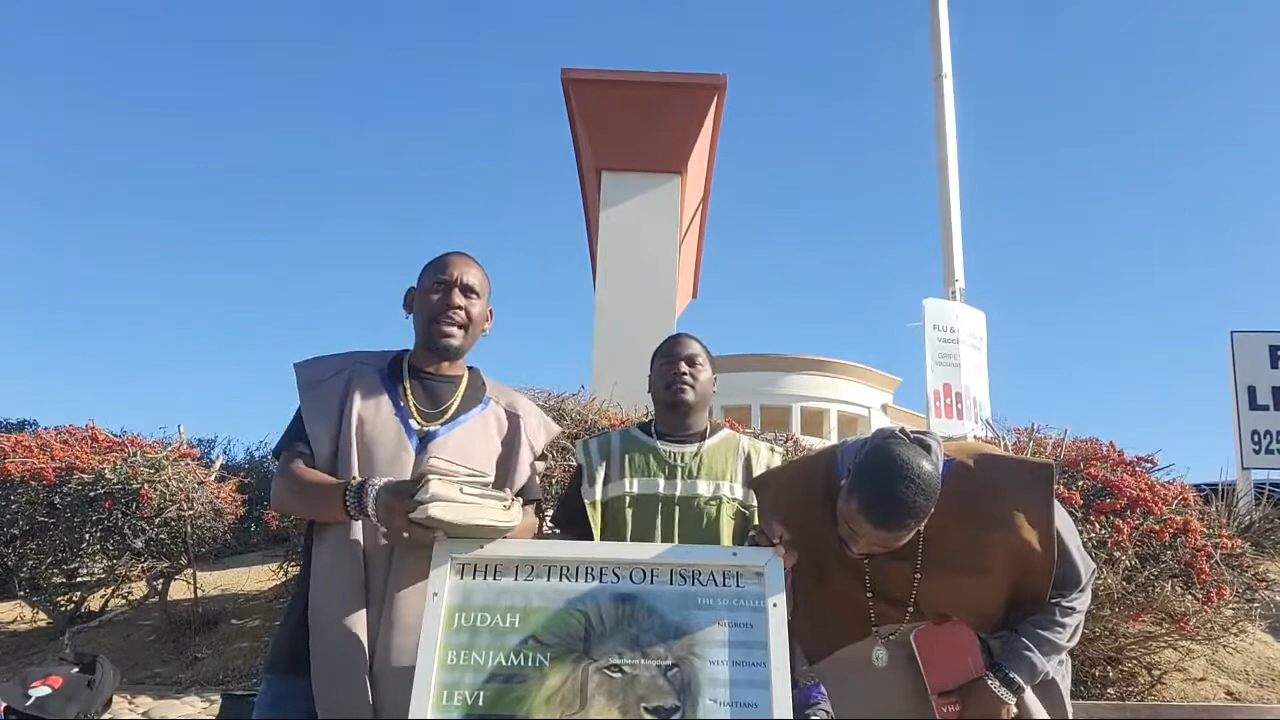 THE 12 TRIBES OF ISRAEL
THE SO CALLED
JUDAH
NEGROES
BENJAMIN
Southern Kingdom
WEST INDIANS
LEVI
HAITIANS
FLU &
GRIPE
925